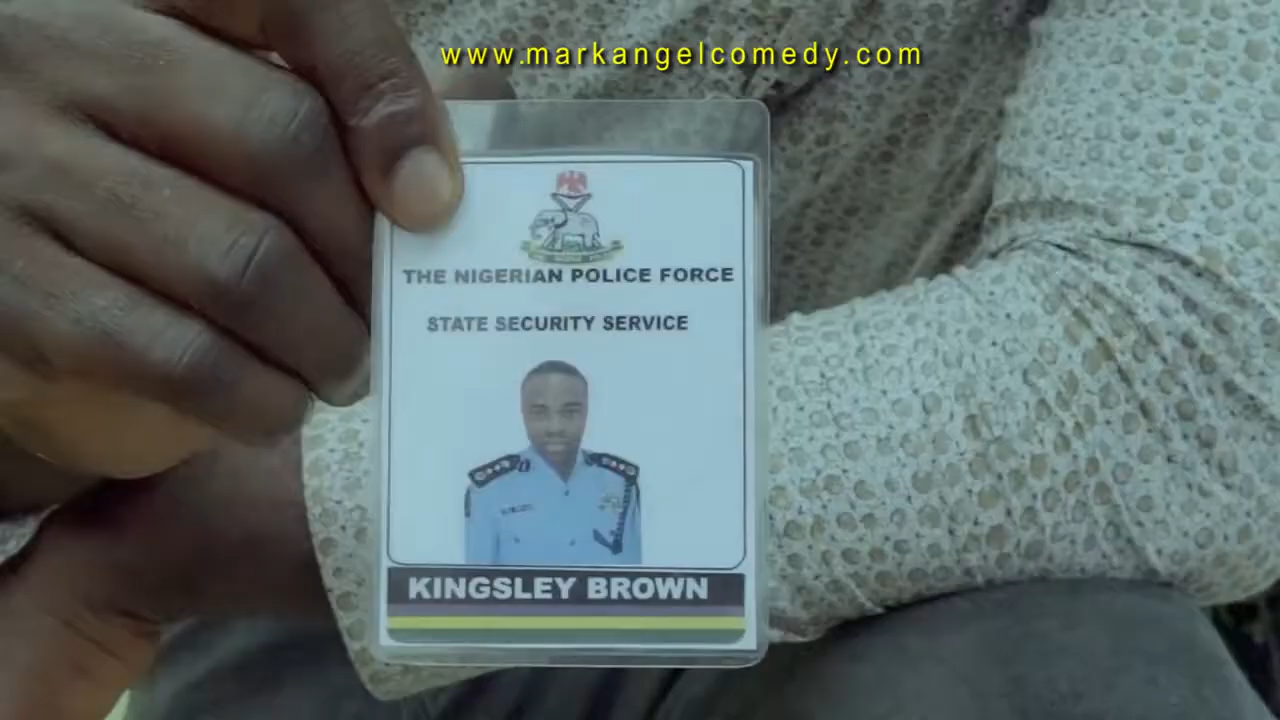 www.markangelcomedy.com
THE NIGERIAN POLICE FORCE
STATE SECURITY SERVICE
KINGSLEY BROWN